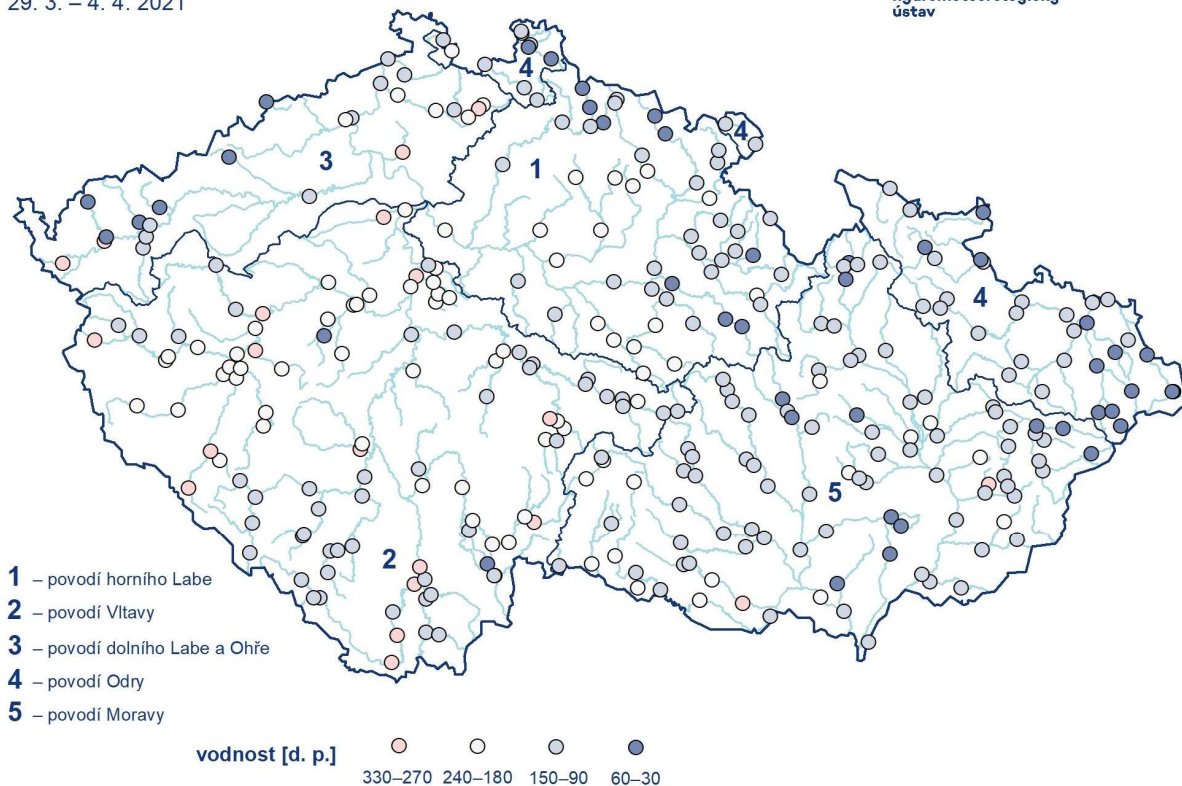 29. 3. – 4. 4. 2021
ústav
4
4
3
1
4
5
2
1 – povodí horního Labe
2 – povodí Vltavy
3 – povodí dolního Labe a Ohře
4 – povodí Odry
5 – povodí Moravy
vodnost [d. p.]
330–270 240–180 150–90 60–30